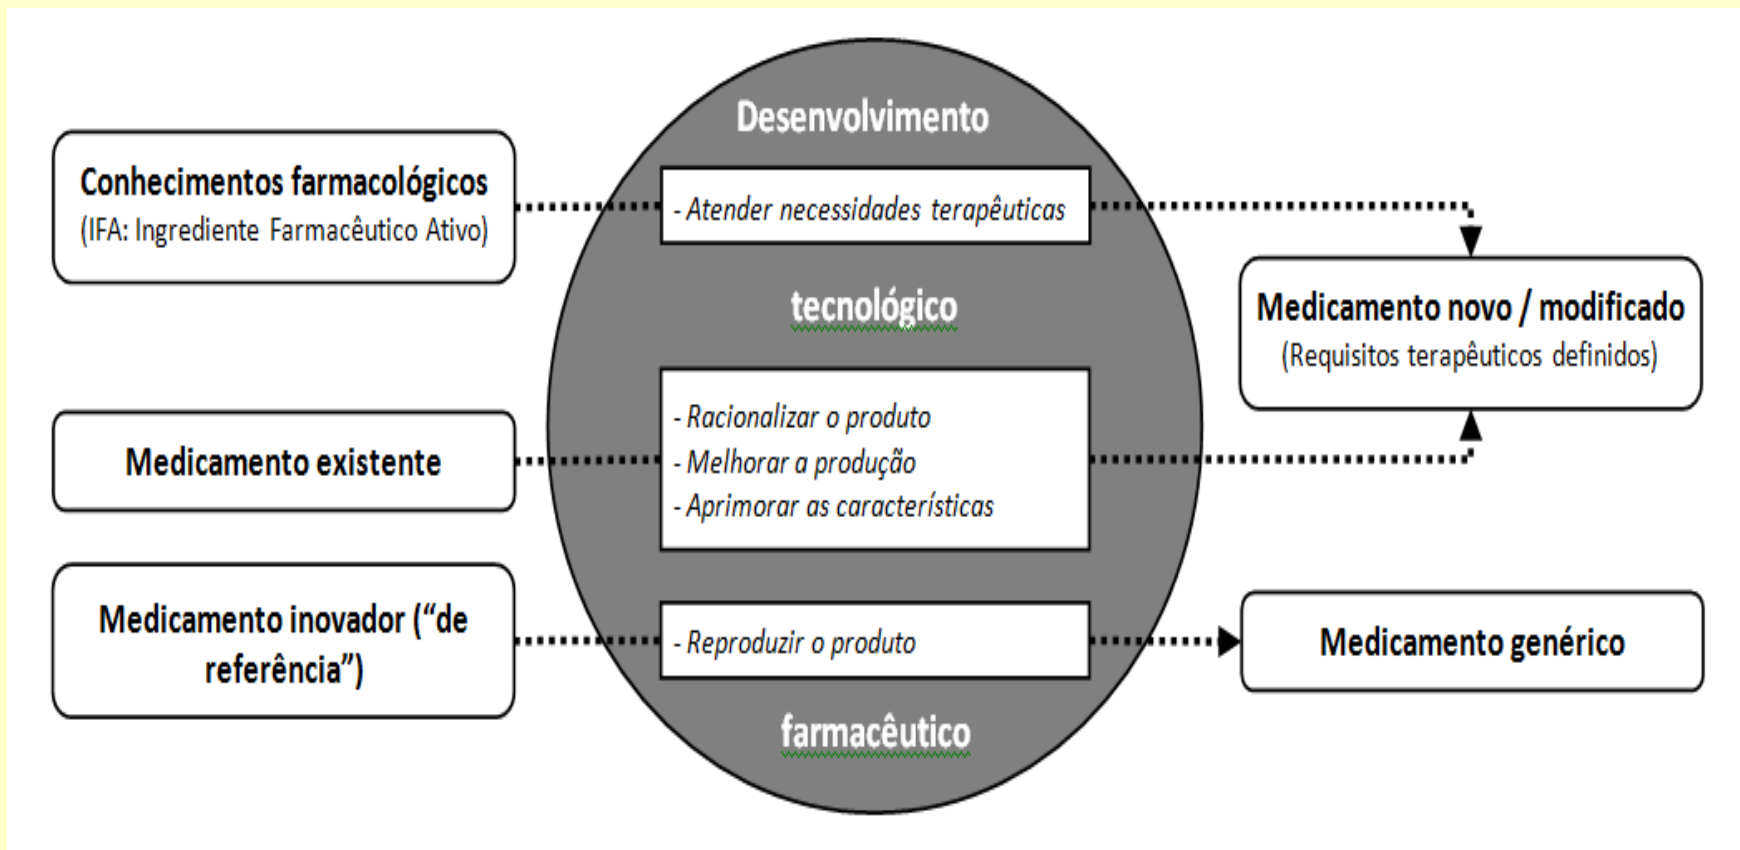 Desenvolvimento
Conhecimentos farmacológicos
(IFA: Ingrediente Farmacêutico Ativo)
- Atender necessidades terapêuticas
tecnológico
Medicamento novo / modificado
(Requisitos terapêuticos definidos)
Medicamento existente
- Racionalizar o produto
- Melhorar a produção
- Aprimorar as características
Medicamento inovador (“de
referência”)
- Reproduzir o produto
Medicamento genérico
farmacêutico